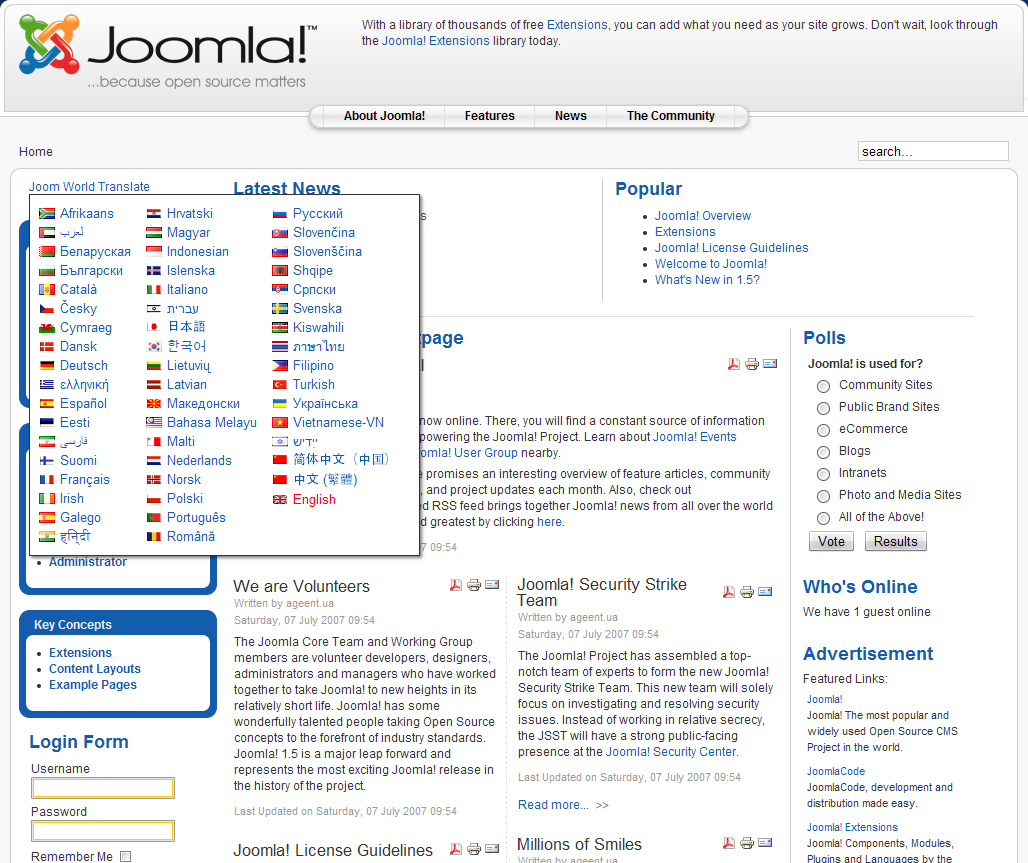 Joomla!™
...because open source matters
With a library of thousands of free Extensions, you can add what you need as your site grows. Don't wait, look through
the Joomla! Extensions library today.
About Joomla! Features News The Community
Home
search...
Joom World Translate
Afrikaans
لعرب
Беларуская
Български
Català
Česky
Cymraeg
Dansk
Deutsch
ελληνική
Español
Eesti
فارسی
Suomi
Français
Irish
Galego
हिन्दी
Hrvatski
Magyar
Indonesian
Islenska
Italiano
עברית
日本語
한국어
Lietuvių
Latvian
Македонски
Bahasa Melayu
Malti
Nederlands
Norsk
Polski
Português
Română
Русский
Slovenčina
Slovenščina
Shqipe
Српски
Svenska
Kiswahili
ภาษาไทย
Filipino
Turkish
Українська
Vietnamese-VN
ייִדיש
简体中文（中国）
中文 (繁體)
English
Administrator
Key Concepts
Extensions
Content Layouts
Example Pages
Login Form
Username
Password
Remember Me
Latest News
s
Popular
Joomla! Overview
Extensions
Joomla! License Guidelines
Welcome to Joomla!
What's New in 1.5?
page
now online. There, you will find a constant source of information
powering the Joomla! Project. Learn about Joomla! Events
omla! User Group nearby.
e promises an interesting overview of feature articles, community
, and project updates each month. Also, check out
ed RSS feed brings together Joomla! news from all over the world
d greatest by clicking here.
7 09:54
We are Volunteers
Written by ageent.ua
Saturday, 07 July 2007 09:54
The Joomla Core Team and Working Group
members are volunteer developers, designers,
administrators and managers who have worked
together to take Joomla! to new heights in its
relatively short life. Joomla! has some
wonderfully talented people taking Open Source
concepts to the forefront of industry standards.
Joomla! 1.5 is a major leap forward and
represents the most exciting Joomla! release in
the history of the project.
Last Updated on Saturday, 07 July 2007 09:54
Joomla! License Guidelines
Joomla! Security Strike
Team
Written by ageent.ua
Saturday, 07 July 2007 09:54
The Joomla! Project has assembled a top-
notch team of experts to form the new Joomla!
Security Strike Team. This new team will solely
focus on investigating and resolving security
issues. Instead of working in relative secrecy,
the JSST will have a strong public-facing
presence at the Joomla! Security Center.
Last Updated on Saturday, 07 July 2007 09:54
Read more... >>
Millions of Smiles
Written by ageent.ua
Polls
Joomla! is used for?
Community Sites
Public Brand Sites
eCommerce
Blogs
Intranets
Photo and Media Sites
All of the Above!
Vote Results
Who's Online
We have 1 guest online
Advertisement
Featured Links:
Joomla!
Joomla! The most popular and
widely used Open Source CMS
Project in the world.
JoomlaCode
JoomlaCode, development and
distribution made easy.
Joomla! Extensions
Joomla! Components, Modules,
Plugins and Languages by the